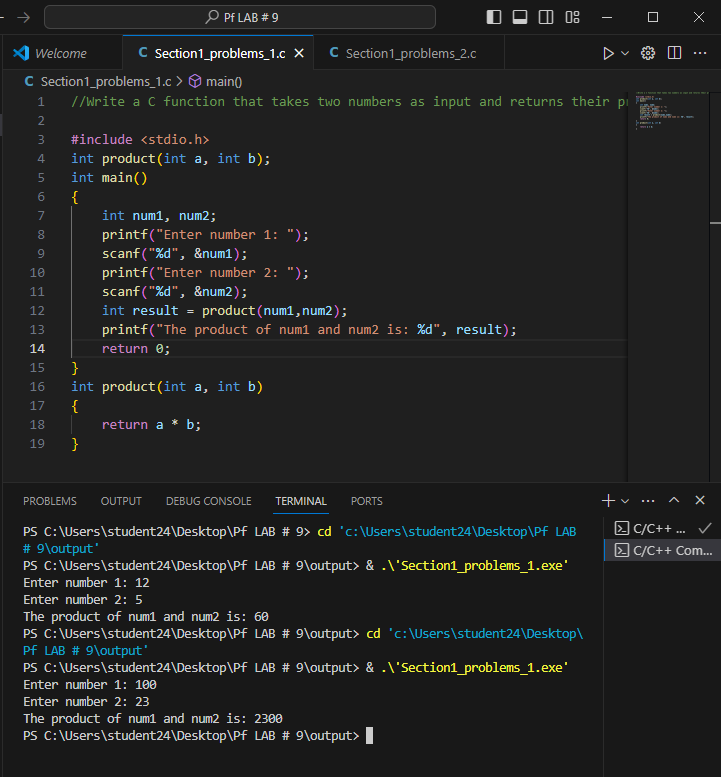 Pf LAB # 9
Welcome
C Section1_problems_1.c
C Section1_problems_2.c
C Section1_problems_1.c > main()
1 //Write a C function that takes two numbers as input and returns their
2
3 #include <stdio.h>
4 int product(int a, int b);
5 int main()
6 {
7 int num1, num2;
8 printf("Enter number 1: ");
9 scanf("%d", &num1);
10 printf("Enter number 2: ");
11 scanf("%d", &num2);
12 int result = product(num1,num2);
13 printf("The product of num1 and num2 is: %d", result);
14 return 0;
15 }
16 int product(int a, int b)
17 {
18 return a * b;
19 }
PROBLEMS OUTPUT DEBUG CONSOLE TERMINAL PORTS
PS C:\Users\student24\Desktop\Pf LAB # 9> cd 'c:\Users\student24\Desktop\Pf LAB
# 9\output'
PS C:\Users\student24\Desktop\Pf LAB # 9\output> & .\'Section1_problems_1.exe'
Enter number 1: 12
Enter number 2: 5
The product of num1 and num2 is: 60
PS C:\Users\student24\Desktop\Pf LAB # 9\output> cd 'c:\Users\student24\Desktop\
Pf LAB # 9\output'
PS C:\Users\student24\Desktop\Pf LAB # 9\output> & .\'Section1_problems_1.exe'
Enter number 1: 100
Enter number 2: 23
The product of num1 and num2 is: 2300
PS C:\Users\student24\Desktop\Pf LAB # 9\output>
C/C++ ...
C/C++ Com...